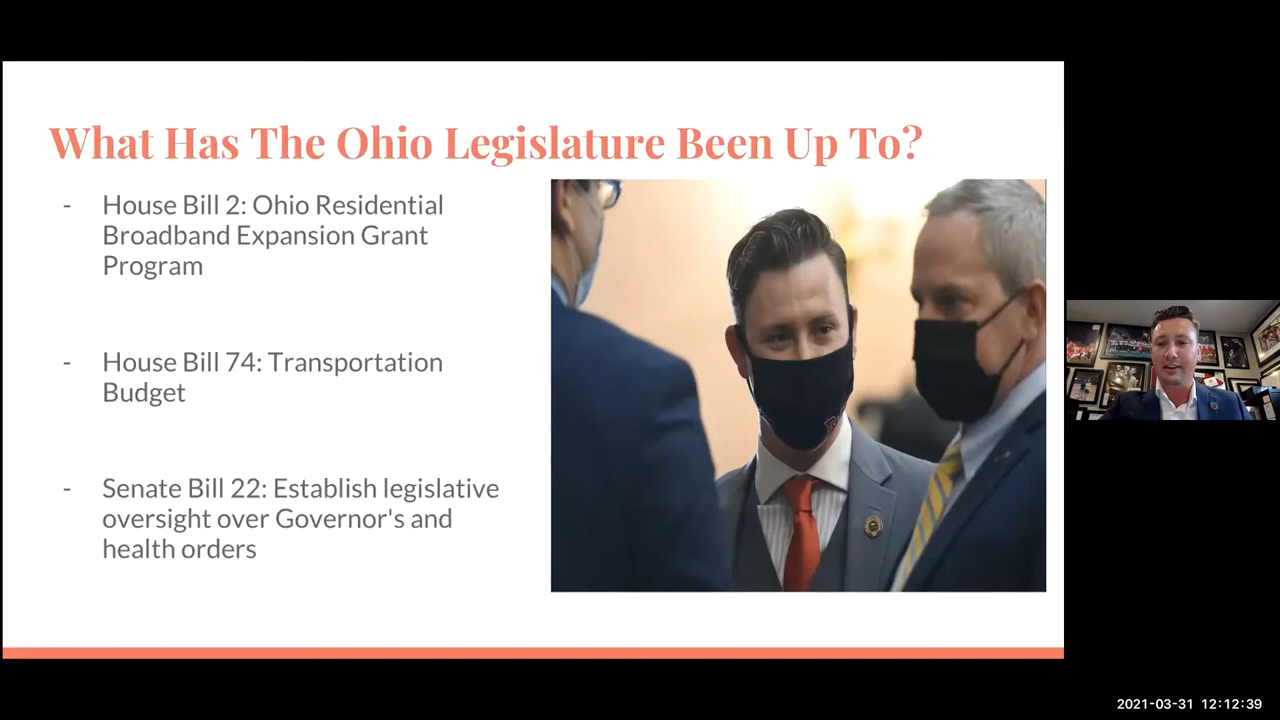 What Has The Ohio Legislature Been Up To?
- House Bill 2: Ohio Residential
Broadband Expansion Grant
Program
- House Bill 74: Transportation
Budget
- Senate Bill 22: Establish legislative
oversight over Governor's and
health orders
2021-03-31 12:12:39